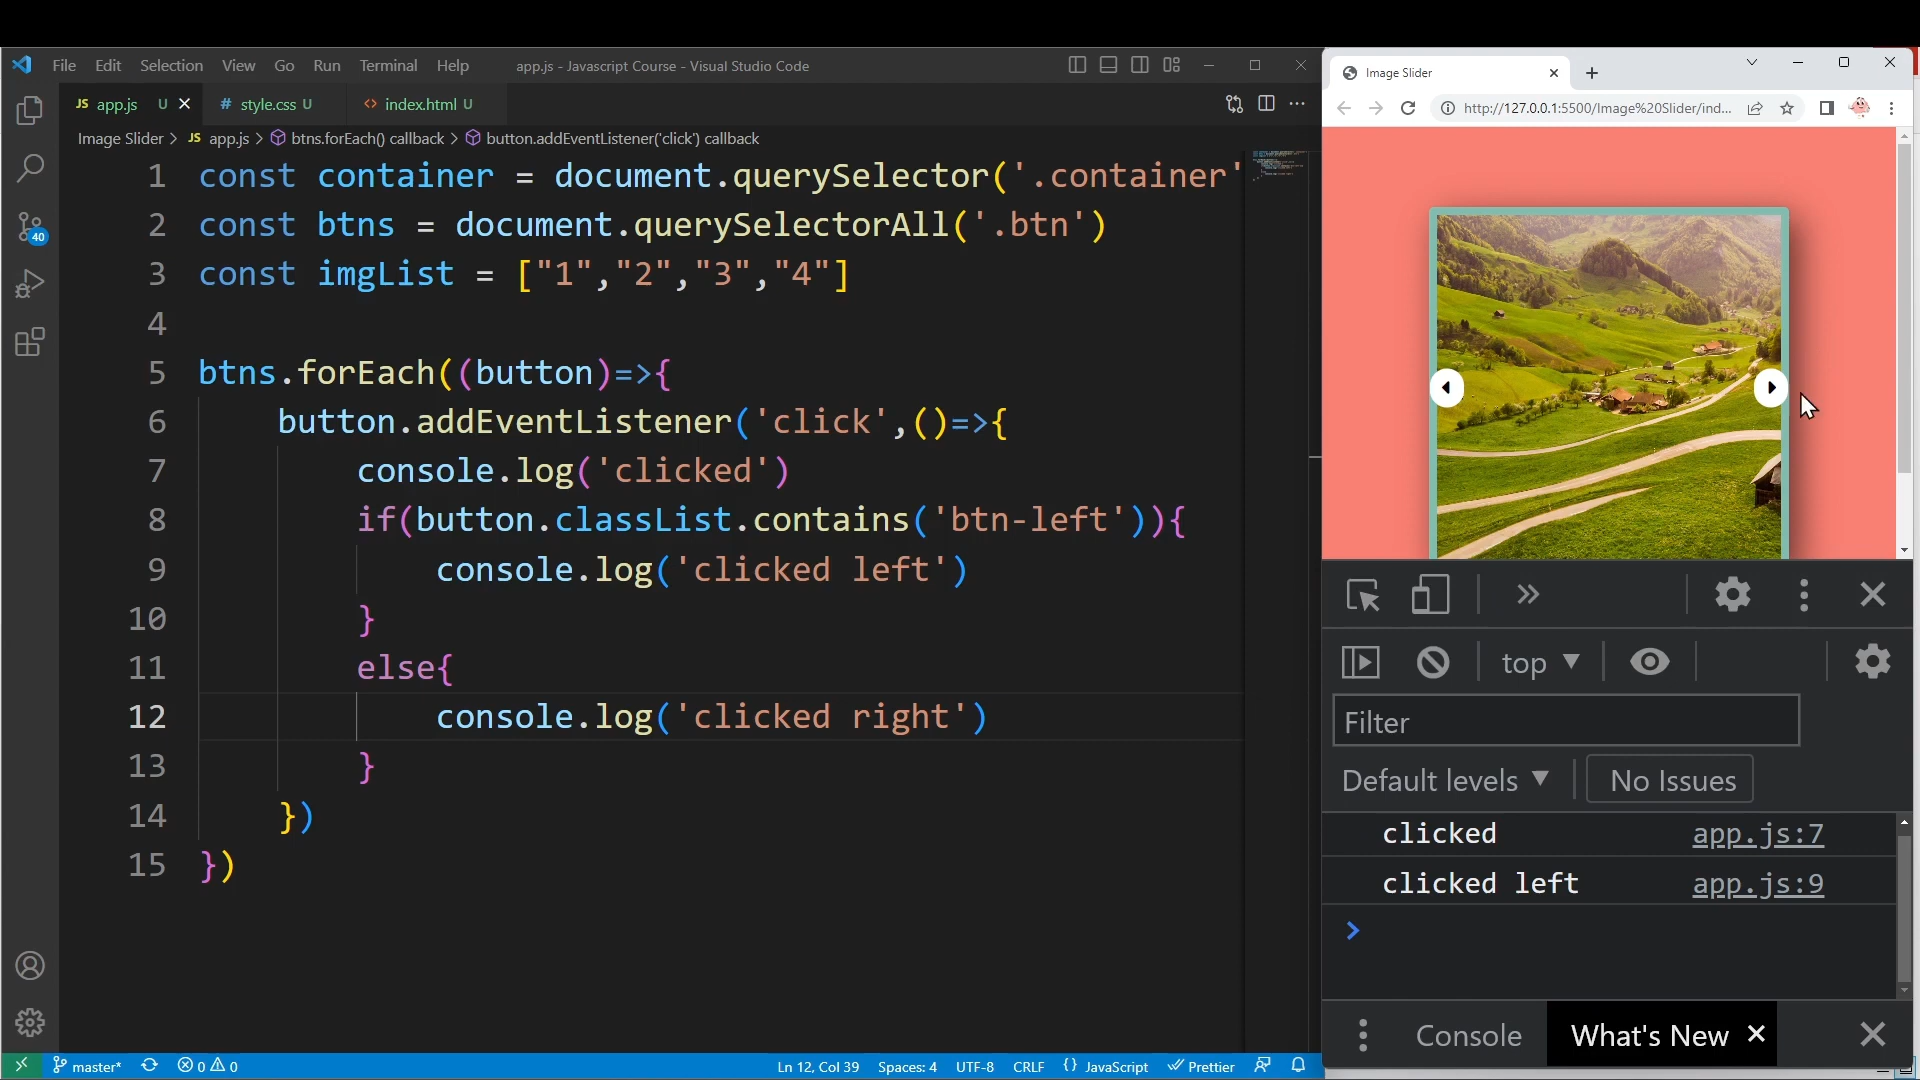 File Edit Selection View Go Run Terminal Help app.js - Javascript Course - Visual Studio Code
JS app.js U # style.css U <> index.html U
Image Slider > JS app.js > btns.forEach() callback > button.addEventListener('click') callback
1 const container = document.querySelector('.container'
2 const btns = document.querySelectorAll('.btn')
3 const imgList = ["1","2","3","4"]
4
5 btns.forEach((button)=>{
6 button.addEventListener('click',()=>{
7 console.log('clicked')
8 if(button.classList.contains('btn-left')){
9 console.log('clicked left')
10 }
11 else{
12 console.log('clicked right')
13 }
14 })
15 })
40
master* 0 0 Ln 12, Col 39 Spaces: 4 UTF-8 CRLF {} JavaScript Prettier
Image Slider
http://127.0.0.1:5500/Image%20Slider/ind...
top
Filter
Default levels No Issues
clicked app.js:7
clicked left app.js:9
>
Console What's New